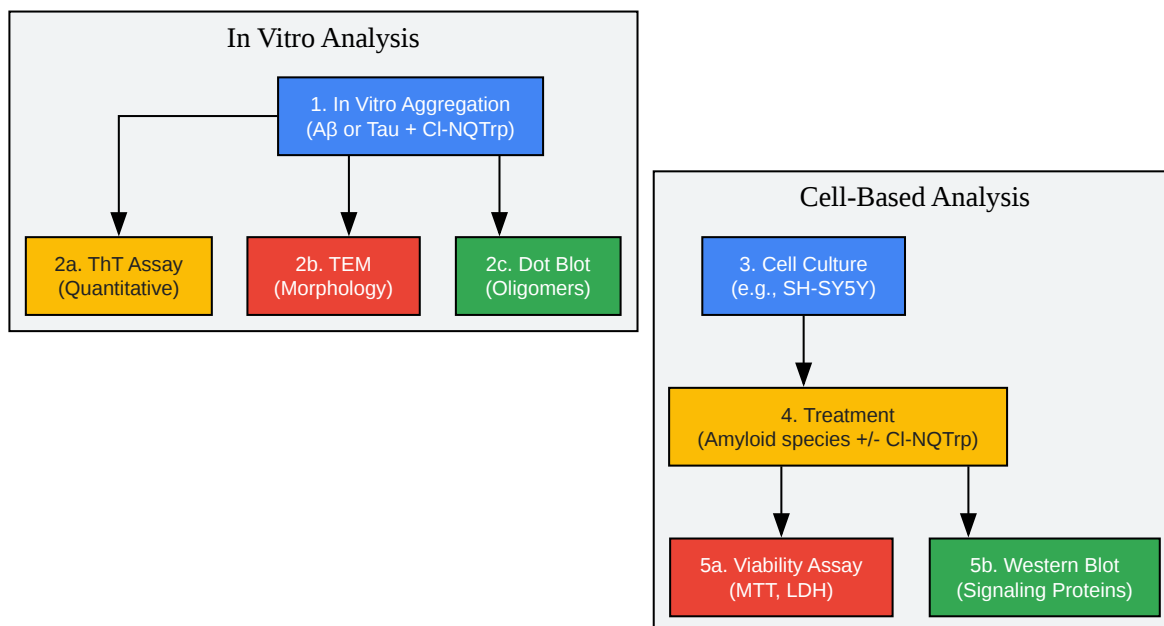 In Vitro Analysis
1. In Vitro Aggregation
(Aβ or Tau + Cl-NQTrp)
2a. ThT Assay
(Quantitative)
2b. TEM
(Morphology)
2c. Dot Blot
(Oligomers)
Cell-Based Analysis
3. Cell Culture
(e.g., SH-SY5Y)
4. Treatment
(Amyloid species +/- Cl-NQTrp)
5a. Viability Assay
(MTT, LDH)
5b. Western Blot
(Signaling Proteins)